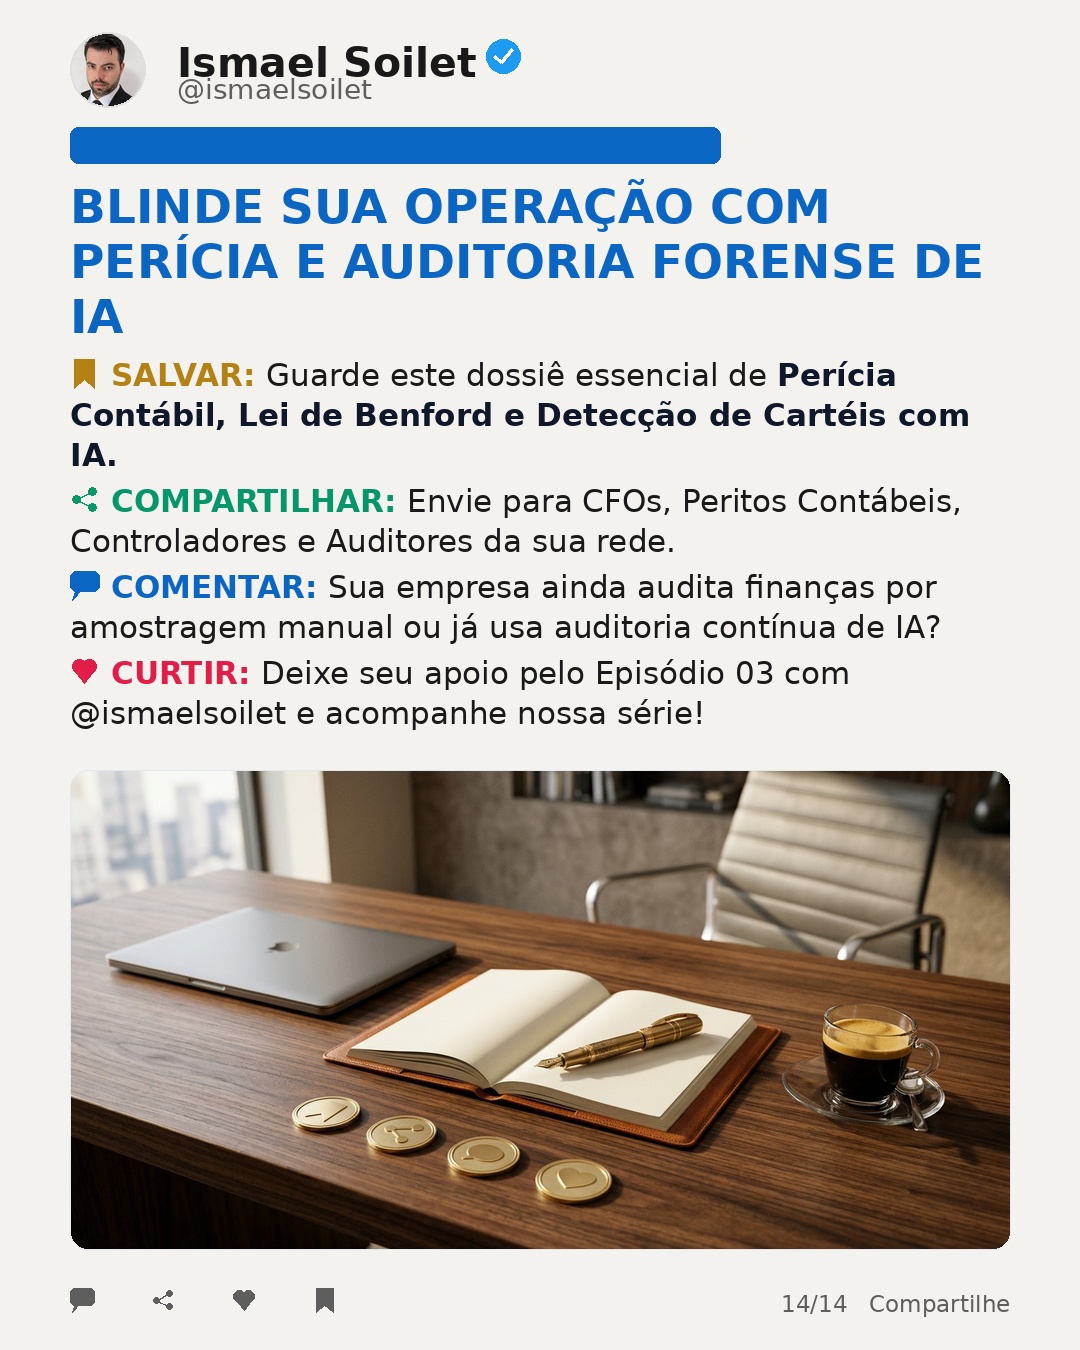 Ismael Soilet
@ismaelsoilet
BLINDE SUA OPERAÇÃO COM
PERÍCIA E AUDITORIA FORENSE DE
IA
SALVAR: Guarde este dossiê essencial de Perícia
Contábil, Lei de Benford e Detecção de Cartéis com
IA.
COMPARTILHAR: Envie para CFOs, Peritos Contábeis,
Controladores e Auditores da sua rede.
COMENTAR: Sua empresa ainda audita finanças por
amostragem manual ou já usa auditoria contínua de IA?
CURTIR: Deixe seu apoio pelo Episódio 03 com
@ismaelsoilet e acompanhe nossa série!
14/14 Compartilhe